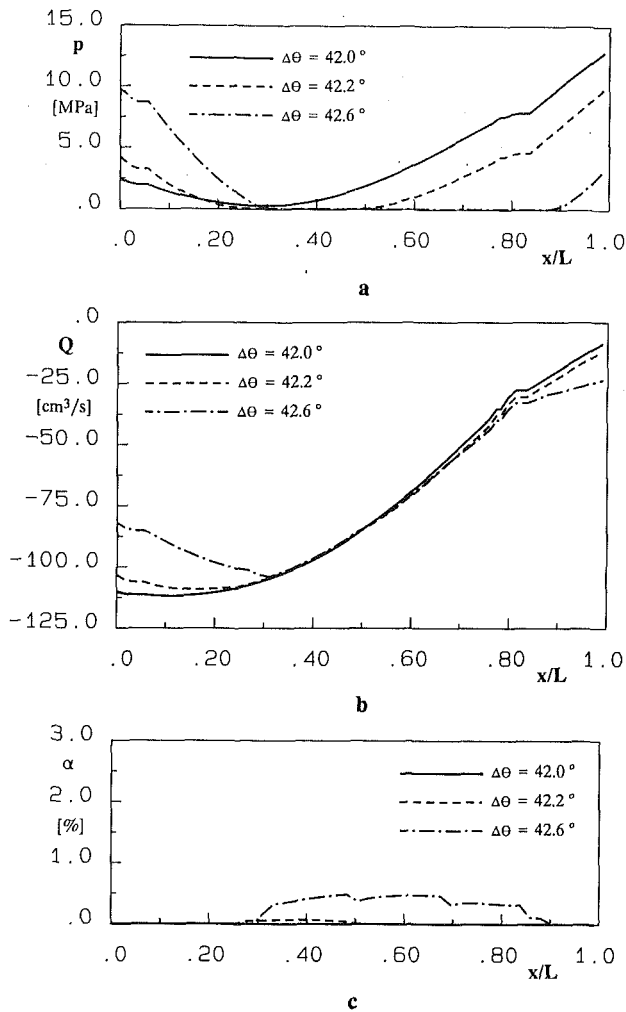 15.0
p
10.0
[MPa]
5.0
.0
Δθ = 42.0°
Δθ = 42.2°
Δθ = 42.6°
.0 .20 .40 .60 .80 1.0
x/L
a
.0
Q
-25.0
[cm³/s]
-50.0
-75.0
-100.0
-125.0
Δθ = 42.0°
Δθ = 42.2°
Δθ = 42.6°
.0 .20 .40 .60 .80 1.0
x/L
b
3.0
α
2.0
[%]
1.0
.0
Δθ = 42.0°
Δθ = 42.2°
Δθ = 42.6°
.0 .20 .40 .60 .80 1.0
x/L
c